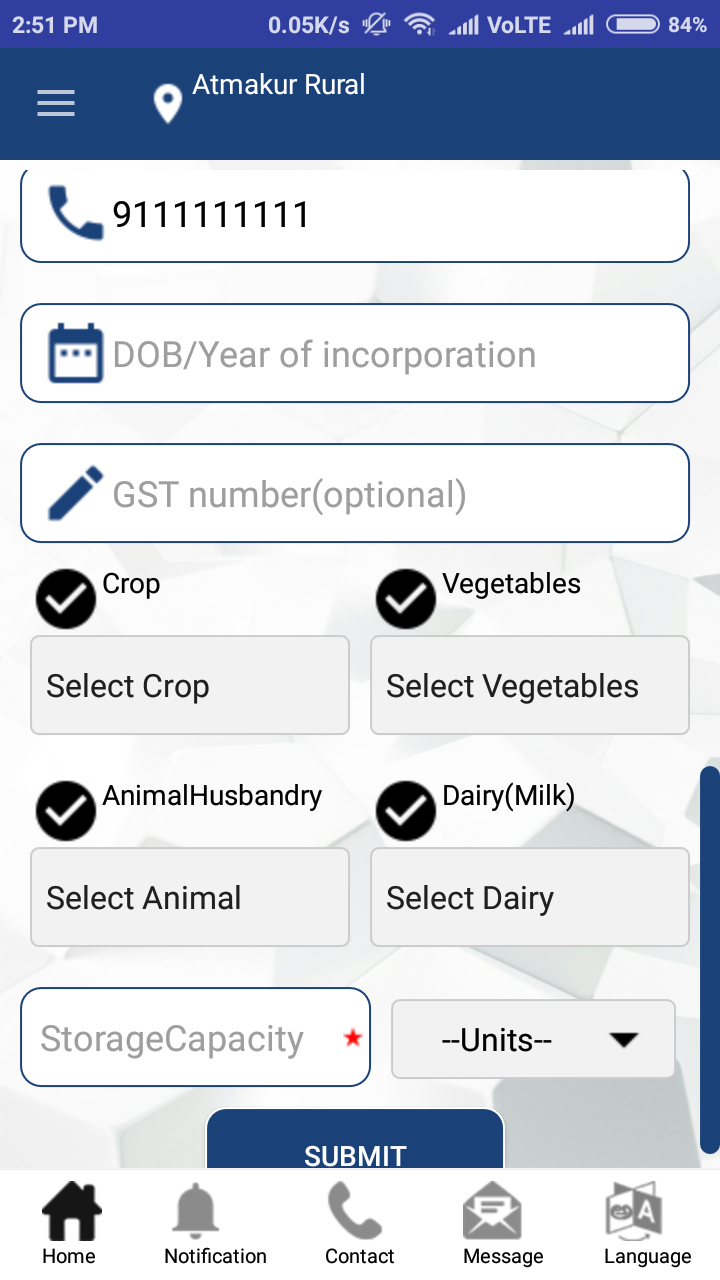 2:51 PM 0.05K/s VoLTE 84%
Atmakur Rural
9111111111
DOB/Year of incorporation
GST number(optional)
Crop Vegetables
Select Crop Select Vegetables
AnimalHusbandry Dairy(Milk)
Select Animal Select Dairy
StorageCapacity --Units--
SUBMIT
Home Notification Contact Message Language